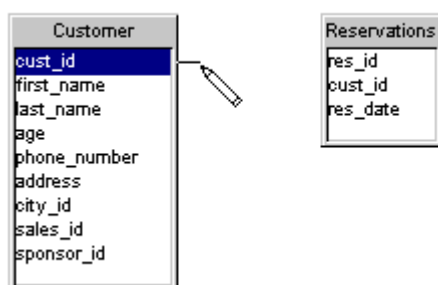 Customer
cust_id
first_name
last_name
age
phone_number
address
city_id
sales_id
sponsor_id
Reservations
res_id
cust_id
res_date